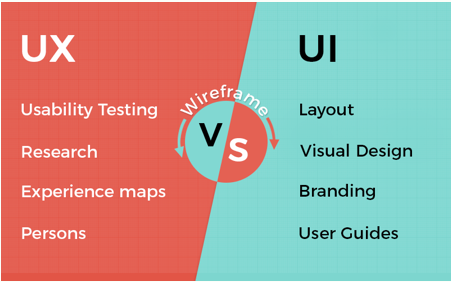 UX
Usability Testing
Research
Experience maps
Persons
Wireframe
VS
UI
Layout
Visual Design
Branding
User Guides